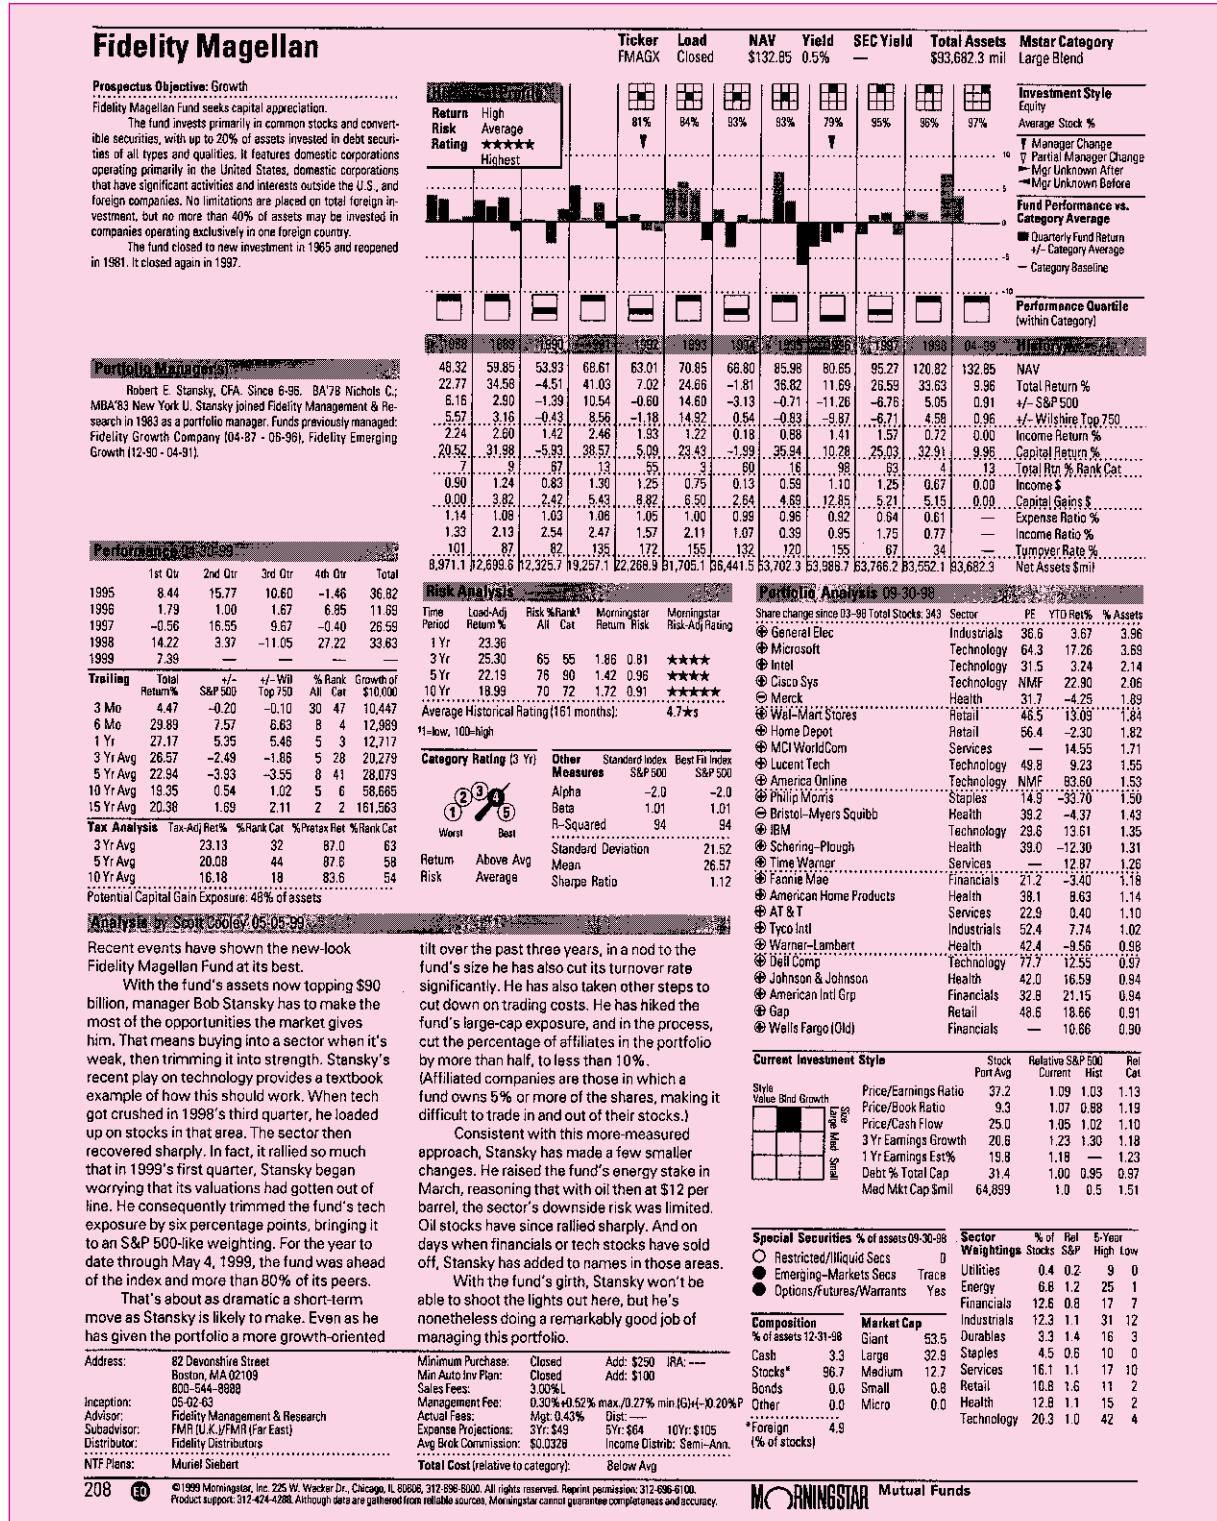 Fidelity Magellan
Ticker Load NAV Yield SEC Yield Total Assets Mstar Category
FMAGX Closed $132.85 0.5% — $93,682.3 mil Large Blend
Prospectus Objective: Growth
Fidelity Magellan Fund seeks capital appreciation.
The fund invests primarily in common stocks and convert-
ible securities, with up to 20% of assets invested in debt securi-
ties of all types and qualities. It features domestic corporations
operating primarily in the United States, domestic corporations
that have significant activities and interests outside the U.S., and
foreign companies. No limitations are placed on total foreign in-
vestment, but no more than 40% of assets may be invested in
companies operating exclusively in one foreign country.
The fund closed to new investment in 1965 and reopened
in 1981. It closed again in 1997.
Portfolio Manager(s)
Robert E. Stansky, CFA. Since 6-96. BA'78 Nichols C.;
MBA'83 New York U. Stansky joined Fidelity Management & Re-
search in 1983 as a portfolio manager. Funds previously managed:
Fidelity Growth Company (04-87 - 06-96), Fidelity Emerging
Growth (12-90 - 04-91).
Historical Profile
Return High
Risk Average
Rating ★★★★★
Highest
81% 84% 93% 93% 79% 95% 96% 97%
Investment Style
Equity
Average Stock %
Manager Change
Partial Manager Change
Mgr Unknown After
Mgr Unknown Before
Fund Performance vs.
Category Average
Quarterly Fund Return
+/– Category Average
— Category Baseline
10
5
0
-5
-10
Performance Quartile
(within Category)
1988 1989 1990 1991 1992 1993 1994 1995 1996 1997 1998 04–99 History
48.32 59.85 53.93 68.61 63.01 70.85 66.80 85.98 80.65 95.27 120.82 132.85 NAV
22.77 34.58 –4.51 41.03 7.02 24.66 –1.81 36.82 11.69 26.59 33.63 9.96 Total Return %
6.16 2.90 –1.39 10.54 –0.60 14.60 –3.13 –0.71 –11.26 –6.76 5.05 0.91 +/– S&P 500
5.57 3.16 –0.43 8.56 –1.18 14.92 0.54 –0.83 –9.87 –6.71 4.58 0.96 +/– Wilshire Top 750
2.24 2.60 1.42 2.46 1.93 1.22 0.18 0.88 1.41 1.57 0.72 0.00 Income Return %
20.52 31.98 –5.93 38.57 5.09 23.43 –1.99 35.94 10.28 25.03 32.91 9.96 Capital Return %
7 9 67 13 55 3 60 16 98 63 4 13 Total Rtn % Rank Cat
0.90 1.24 0.83 1.30 1.25 0.75 0.13 0.59 1.10 1.25 0.67 0.00 Income $
0.00 3.82 2.42 5.43 8.82 6.50 2.64 4.69 12.85 5.21 5.15 0.00 Capital Gains $
1.14 1.08 1.03 1.06 1.05 1.00 0.99 0.96 0.92 0.64 0.61 — Expense Ratio %
1.33 2.13 2.54 2.47 1.57 2.11 1.07 0.39 0.95 1.75 0.77 — Income Ratio %
101 87 82 135 172 155 132 120 155 67 34 — Turnover Rate %
8,971.1 12,699.6 12,325.7 19,257.1 22,268.9 31,705.1 36,441.5 53,702.3 53,988.7 63,766.2 83,552.1 93,682.3 Net Assets $mil
Performance 04-30-99
1st Qtr 2nd Qtr 3rd Qtr 4th Qtr Total
1995 8.44 15.77 10.60 –1.46 36.82
1996 1.79 1.00 1.67 6.85 11.69
1997 –0.56 16.55 9.67 –0.40 26.59
1998 14.22 3.37 –11.05 27.22 33.63
1999 7.39 — — — —
Trailing Total +/– +/– Wil % Rank Growth of
Return% S&P 500 Top 750 All Cat $10,000
3 Mo 4.47 –0.20 –0.10 30 47 10,447
6 Mo 29.89 7.57 8.63 8 4 12,989
1 Yr 27.17 5.35 5.46 5 3 12,717
3 Yr Avg 26.57 –2.49 –1.86 5 28 20,279
5 Yr Avg 22.94 –3.93 –3.55 8 41 28,079
10 Yr Avg 19.35 0.54 1.02 5 6 58,665
15 Yr Avg 20.38 1.69 2.11 2 2 161,563
Tax Analysis Tax-Adj Ret% %Rank Cat %Pretax Ret %Rank Cat
3 Yr Avg 23.13 32 87.0 63
5 Yr Avg 20.08 44 87.6 58
10 Yr Avg 16.18 18 83.6 54
Potential Capital Gain Exposure: 48% of assets
Risk Analysis
Time Load-Adj Risk %Rank¹ Morningstar Morningstar
Period Return % All Cat Return Risk Risk-Adj Rating
1 Yr 23.36
3 Yr 25.30 65 55 1.86 0.81 ★★★★
5 Yr 22.19 76 90 1.42 0.96 ★★★★
10 Yr 18.99 70 72 1.72 0.91 ★★★★★
Average Historical Rating (161 months): 4.7★s
¹1=low, 100=high
Category Rating (3 Yr)
1 2 3 4 5
Worst Best
Return Above Avg
Risk Average
Other Standard Index Best Fit Index
Measures S&P 500 S&P 500
Alpha –2.0 –2.0
Beta 1.01 1.01
R–Squared 94 94
Standard Deviation 21.52
Mean 26.57
Sharpe Ratio 1.12
Portfolio Analysis 09-30-98
Share change since 03–98 Total Stocks: 343 Sector PE YTD Ret% % Assets
⊕ General Elec Industrials 36.6 3.67 3.96
⊕ Microsoft Technology 64.3 17.26 3.69
⊕ Intel Technology 31.5 3.24 2.14
⊕ Cisco Sys Technology NMF 22.90 2.06
⊖ Merck Health 31.7 –4.25 1.89
⊕ Wal–Mart Stores Retail 46.5 13.09 1.84
⊕ Home Depot Retail 56.4 –2.30 1.82
⊕ MCI WorldCom Services — 14.55 1.71
⊕ Lucent Tech Technology 49.8 9.23 1.55
⊕ America Online Technology NMF 83.60 1.53
⊕ Philip Morris Staples 14.9 –33.70 1.50
⊖ Bristol–Myers Squibb Health 39.2 –4.37 1.43
⊕ IBM Technology 29.6 13.61 1.35
⊕ Schering–Plough Health 39.0 –12.30 1.31
⊕ Time Warner Services — 12.87 1.26
⊕ Fannie Mae Financials 21.2 –3.40 1.18
⊕ American Home Products Health 38.1 8.63 1.14
⊕ AT&T Services 22.9 0.40 1.10
⊕ Tyco Intl Industrials 52.4 7.74 1.02
⊕ Warner–Lambert Health 42.4 –9.56 0.98
⊕ Dell Comp Technology 77.7 12.55 0.97
⊕ Johnson & Johnson Health 42.0 16.59 0.94
⊕ American Intl Grp Financials 32.8 21.15 0.94
⊕ Gap Retail 48.6 18.66 0.91
⊕ Wells Fargo (Old) Financials — 10.66 0.90
Analysis by Scott Cooley 05-05-99
Recent events have shown the new-look
Fidelity Magellan Fund at its best.
With the fund's assets now topping $90
billion, manager Bob Stansky has to make the
most of the opportunities the market gives
him. That means buying into a sector when it's
weak, then trimming it into strength. Stansky's
recent play on technology provides a textbook
example of how this should work. When tech
got crushed in 1998's third quarter, he loaded
up on stocks in that area. The sector then
recovered sharply. In fact, it rallied so much
that in 1999's first quarter, Stansky began
worrying that its valuations had gotten out of
line. He consequently trimmed the fund's tech
exposure by six percentage points, bringing it
to an S&P 500-like weighting. For the year to
date through May 4, 1999, the fund was ahead
of the index and more than 80% of its peers.
That's about as dramatic a short-term
move as Stansky is likely to make. Even as he
has given the portfolio a more growth-oriented
tilt over the past three years, in a nod to the
fund's size he has also cut its turnover rate
significantly. He has also taken other steps to
cut down on trading costs. He has hiked the
fund's large-cap exposure, and in the process,
cut the percentage of affiliates in the portfolio
by more than half, to less than 10%.
(Affiliated companies are those in which a
fund owns 5% or more of the shares, making it
difficult to trade in and out of their stocks.)
Consistent with this more-measured
approach, Stansky has made a few smaller
changes. He raised the fund's energy stake in
March, reasoning that with oil then at $12 per
barrel, the sector's downside risk was limited.
Oil stocks have since rallied sharply. And on
days when financials or tech stocks have sold
off, Stansky has added to names in those areas.
With the fund's girth, Stansky won't be
able to shoot the lights out here, but he's
nonetheless doing a remarkably good job of
managing this portfolio.
Current Investment Style Stock Relative S&P 500 Rel
Port Avg Current Hist Cat
Style
Value Blnd Growth
Size
Large Med Small
Price/Earnings Ratio 37.2 1.09 1.03 1.13
Price/Book Ratio 9.3 1.07 0.88 1.19
Price/Cash Flow 25.0 1.05 1.02 1.10
3 Yr Earnings Growth 20.6 1.23 1.30 1.18
1 Yr Earnings Est% 19.8 1.18 — 1.23
Debt % Total Cap 31.4 1.00 0.95 0.97
Med Mkt Cap $mil 64,899 1.0 0.5 1.51
Special Securities % of assets 09-30-98
Restricted/Illiquid Secs 0
Emerging–Markets Secs Trace
Options/Futures/Warrants Yes
Composition
% of assets 12-31-98
Cash 3.3
Stocks* 96.7
Bonds 0.0
Other 0.0
*Foreign 4.9
(% of stocks)
Market Cap
Giant 53.5
Large 32.9
Medium 12.7
Small 0.8
Micro 0.0
Sector % of Rel 5-Year
Weightings Stocks S&P High Low
Utilities 0.4 0.2 9 0
Energy 6.8 1.2 25 1
Financials 12.6 0.8 17 7
Industrials 12.3 1.1 31 12
Durables 3.3 1.4 16 3
Staples 4.5 0.6 10 0
Services 16.1 1.1 17 10
Retail 10.8 1.6 11 2
Health 12.8 1.1 15 2
Technology 20.3 1.0 42 4
Address: 82 Devonshire Street
Boston, MA 02109
800–544–8888
Inception: 05-02-63
Advisor: Fidelity Management & Research
Subadvisor: FMR (U.K.)/FMR (Far East)
Distributor: Fidelity Distributors
NTF Plans: Muriel Siebert
Minimum Purchase: Closed Add: $250 IRA: —
Min Auto Inv Plan: Closed Add: $100
Sales Fees: 3.00%L
Management Fee: 0.30%+0.52% max./0.27% min.(G)+(–)0.20%P
Actual Fees: Mgt: 0.43% Dist: —
Expense Projections: 3Yr: $49 5Yr: $64 10Yr: $105
Avg Brok Commission: $0.0328 Income Distrib: Semi–Ann.
Total Cost (relative to category): Below Avg
208 EQ
©1999 Morningstar, Inc. 225 W. Wacker Dr., Chicago, IL 60606, 312-696-6000. All rights reserved. Reprint permission: 312-696-6100.
Product support: 312-424-4288. Although data are gathered from reliable sources, Morningstar cannot guarantee completeness and accuracy.
MORNINGSTAR Mutual Funds